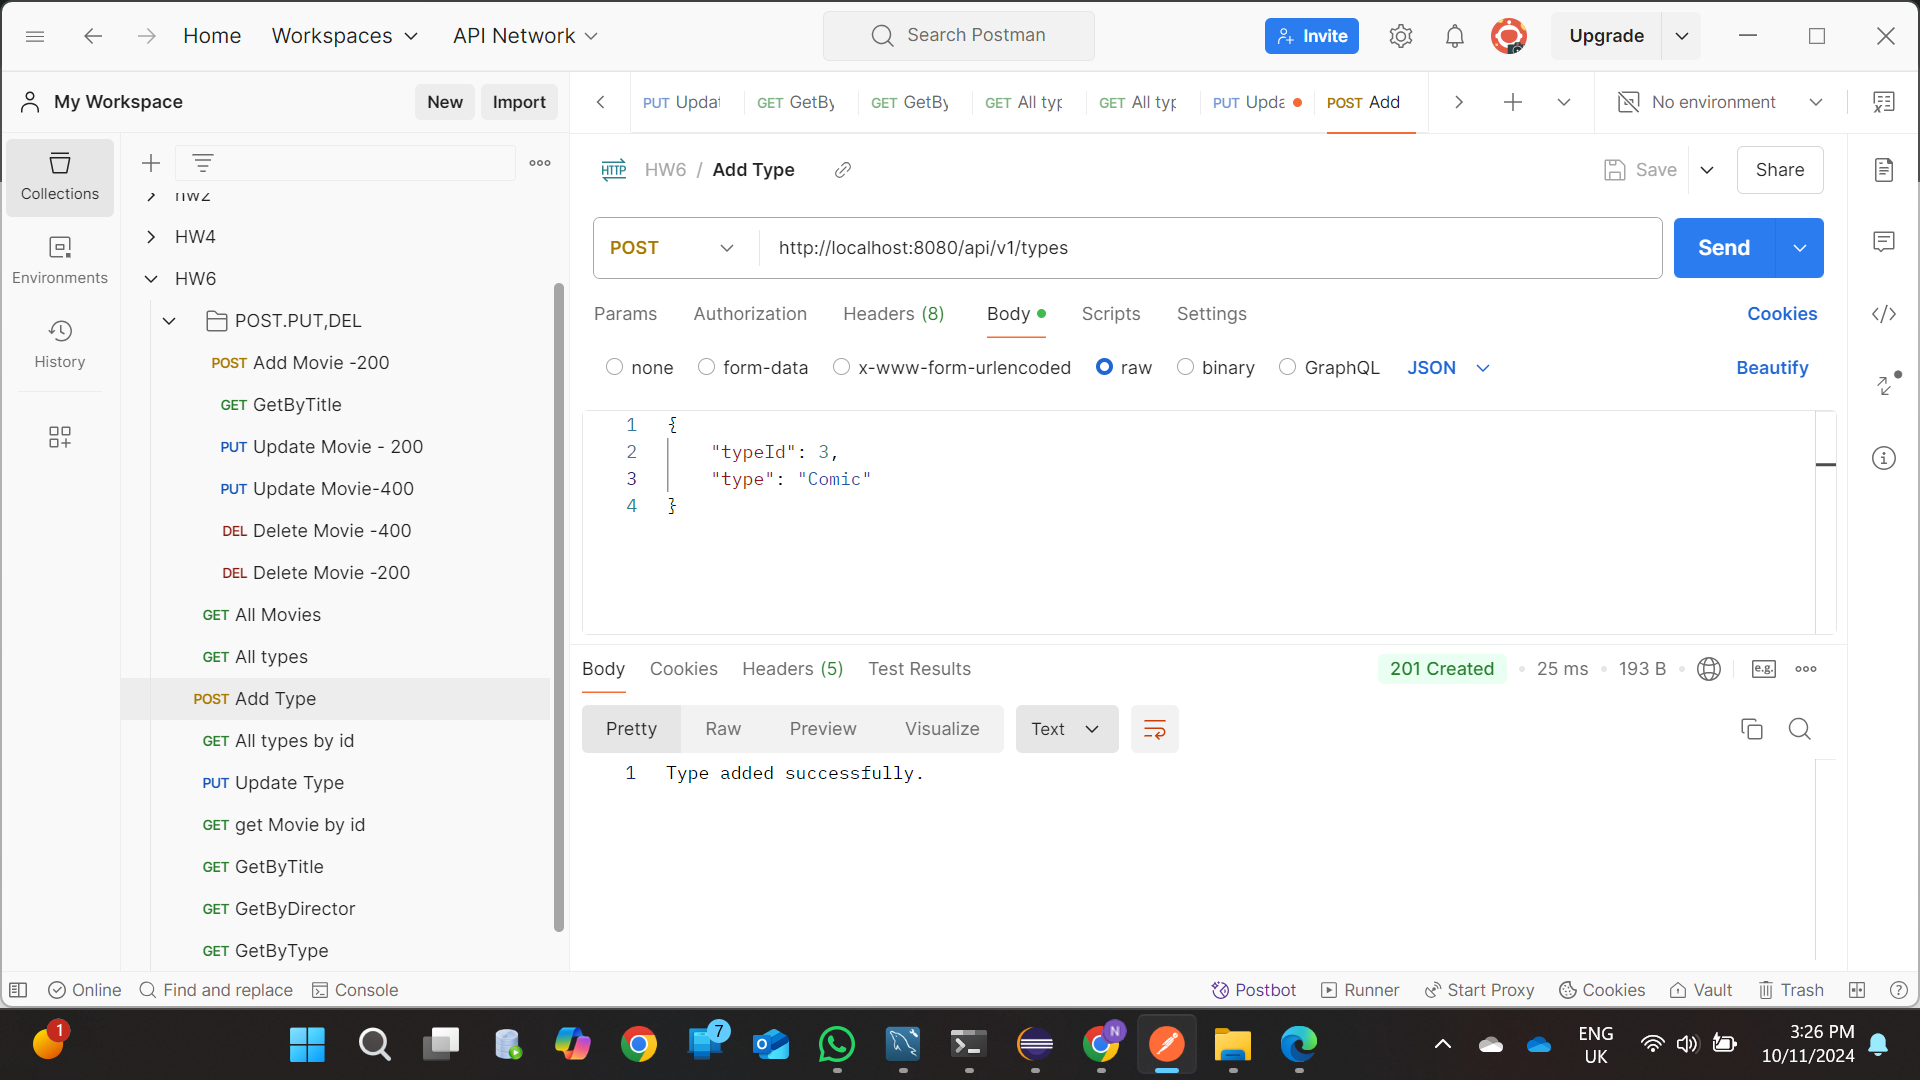 Home
Workspaces
API Network
Search Postman
Invite
Upgrade
My Workspace
New
Import
PUT Updat
GET GetBy
GET GetBy
GET All typ
GET All typ
PUT Upda
POST Add
No environment
Collections
Environments
History
hw2
HW4
HW6
POST.PUT,DEL
POST Add Movie -200
GET GetByTitle
PUT Update Movie - 200
PUT Update Movie-400
DEL Delete Movie -400
DEL Delete Movie -200
GET All Movies
GET All types
POST Add Type
GET All types by id
PUT Update Type
GET get Movie by id
GET GetByTitle
GET GetByDirector
GET GetByType
HTTP HW6 / Add Type
Save
Share
POST
http://localhost:8080/api/v1/types
Send
Params
Authorization
Headers (8)
Body
Scripts
Settings
Cookies
none
form-data
x-www-form-urlencoded
raw
binary
GraphQL
JSON
Beautify
1 {
2 "typeId": 3,
3 "type": "Comic"
4 }
Body
Cookies
Headers (5)
Test Results
201 Created
25 ms
193 B
e.g.
Pretty
Raw
Preview
Visualize
Text
1 Type added successfully.
Online
Find and replace
Console
Postbot
Runner
Start Proxy
Cookies
Vault
Trash
1
7
N
ENG
UK
3:26 PM
10/11/2024